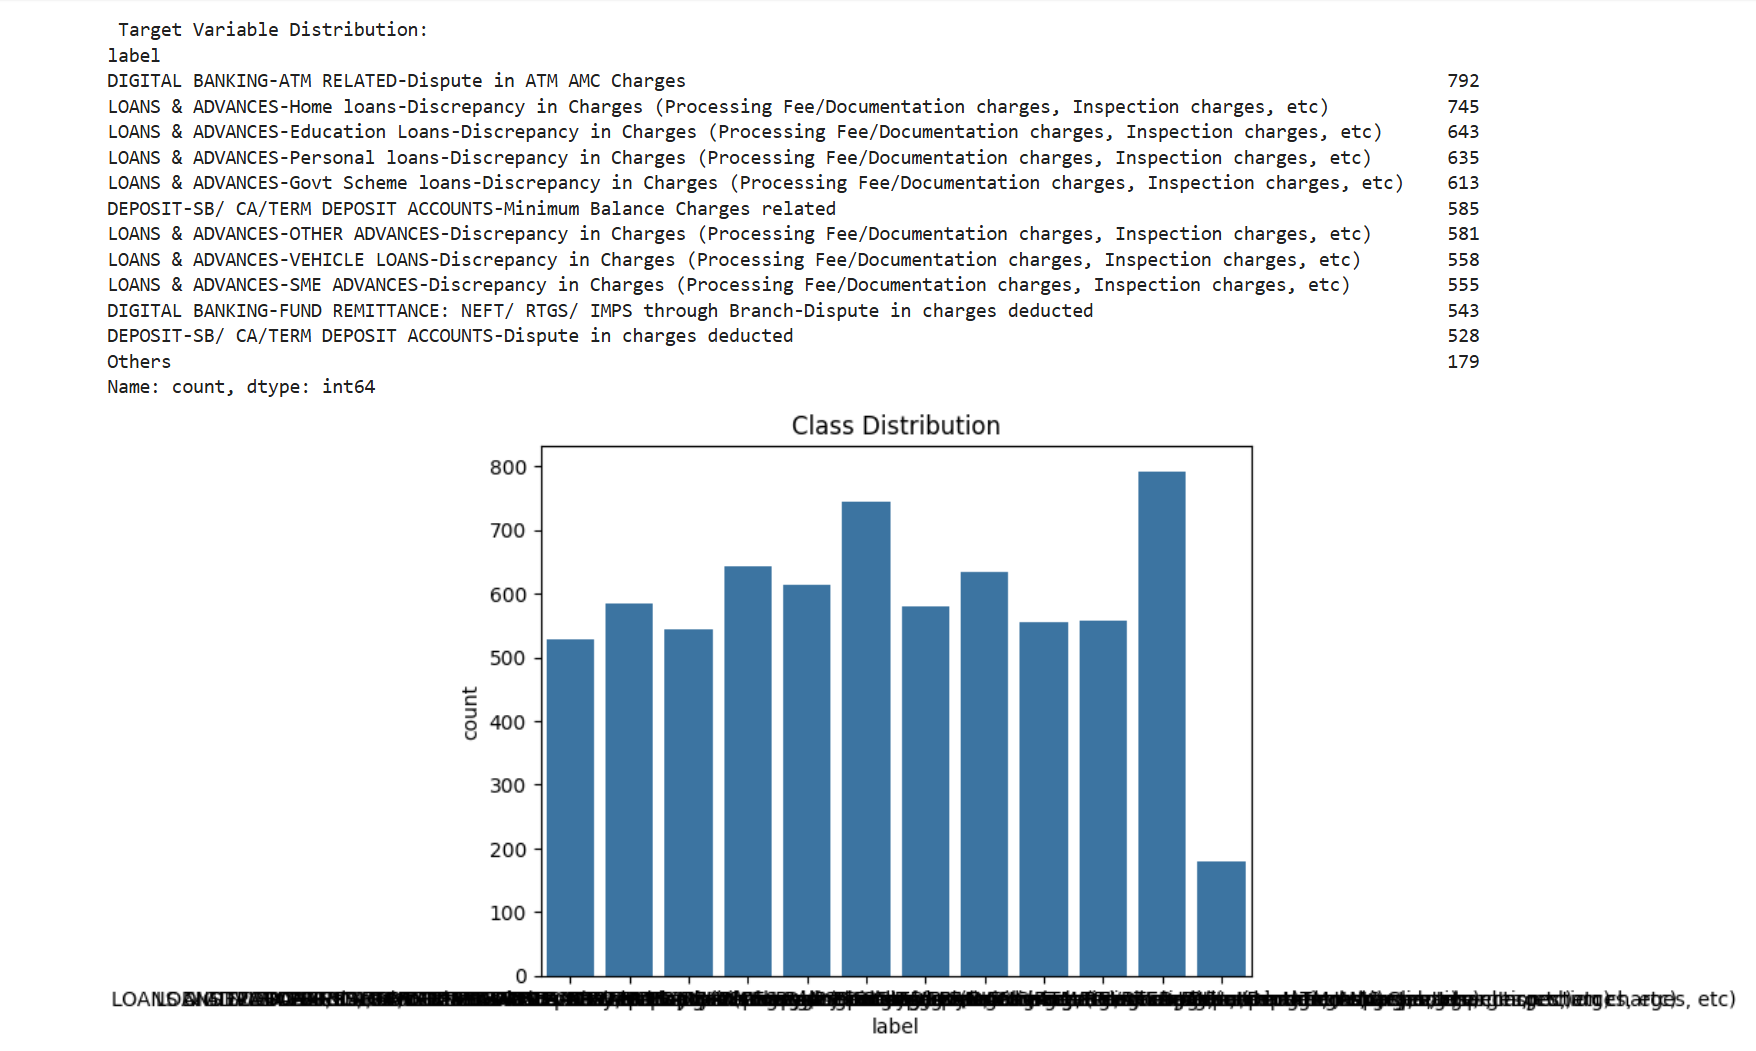 Target Variable Distribution:
label
DIGITAL BANKING-ATM RELATED-Dispute in ATM AMC Charges 792
LOANS & ADVANCES-Home loans-Discrepancy in Charges (Processing Fee/Documentation charges, Inspection charges, etc) 745
LOANS & ADVANCES-Education Loans-Discrepancy in Charges (Processing Fee/Documentation charges, Inspection charges, etc) 643
LOANS & ADVANCES-Personal loans-Discrepancy in Charges (Processing Fee/Documentation charges, Inspection charges, etc) 635
LOANS & ADVANCES-Govt Scheme loans-Discrepancy in Charges (Processing Fee/Documentation charges, Inspection charges, etc) 613
DEPOSIT-SB/ CA/TERM DEPOSIT ACCOUNTS-Minimum Balance Charges related 585
LOANS & ADVANCES-OTHER ADVANCES-Discrepancy in Charges (Processing Fee/Documentation charges, Inspection charges, etc) 581
LOANS & ADVANCES-VEHICLE LOANS-Discrepancy in Charges (Processing Fee/Documentation charges, Inspection charges, etc) 558
LOANS & ADVANCES-SME ADVANCES-Discrepancy in Charges (Processing Fee/Documentation charges, Inspection charges, etc) 555
DIGITAL BANKING-FUND REMITTANCE: NEFT/ RTGS/ IMPS through Branch-Dispute in charges deducted 543
DEPOSIT-SB/ CA/TERM DEPOSIT ACCOUNTS-Dispute in charges deducted 528
Others 179
Name: count, dtype: int64
Class Distribution
800
700
600
500
400
300
200
100
0
count
label